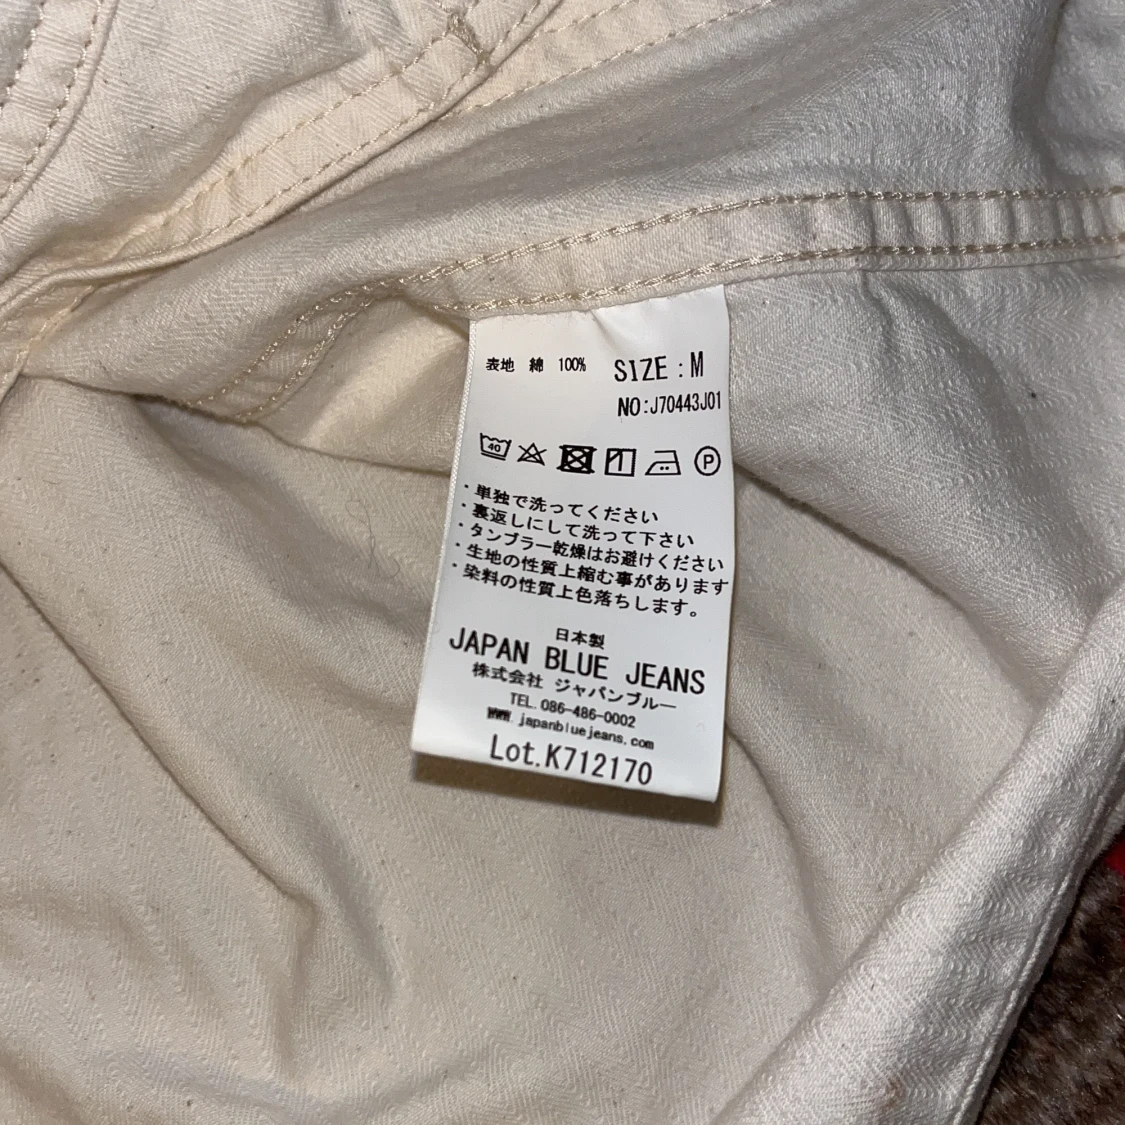 表地 綿 100% SIZE:M
NO:J70443J01
40 P
・単独で洗ってください
・裏返しにして洗って下さい
・タンブラー乾燥はお避けください
・生地の性質上縮む事があります
・染料の性質上色落ちします。
日本製
JAPAN BLUE JEANS
株式会社 ジャパンブルー
TEL.086-486-0002
www.japanbluejeans.com
Lot.K712170